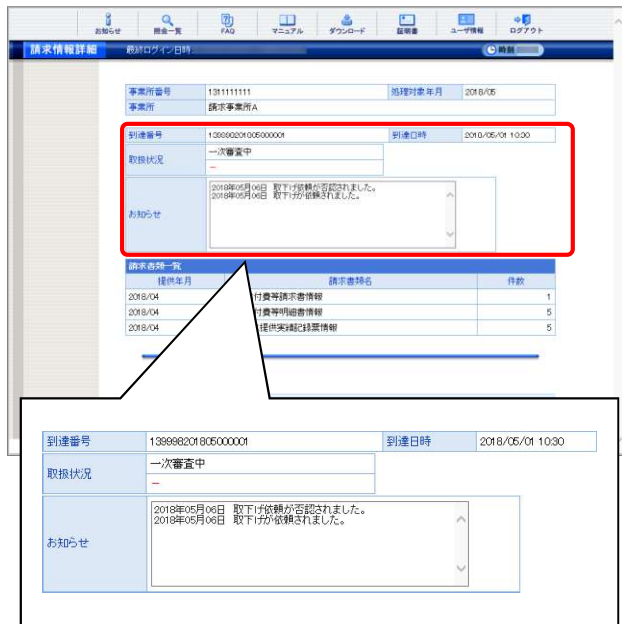 お知らせ 照会一覧 FAQ マニュアル ダウンロード 証明書 ユーザ情報 ログアウト
請求情報詳細 最終ログイン日時: 時刻
事業所番号 1311111111 処理対象年月 2018/05
事業所 請求事業所A
到達番号 139998201805000001 到達日時 2018/05/01 10:30
取扱状況 一次審査中
－
お知らせ
2018年05月06日 取下げ依頼が否認されました。
2018年05月06日 取下げが依頼されました。
請求書類一覧
提供年月 請求書類名 件数
2018/04 付費等請求書情報 1
2018/04 付費等明細書情報 5
2018/04 提供実績記録票情報 5
到達番号 139998201805000001 到達日時 2018/05/01 10:30
取扱状況 一次審査中
－
お知らせ
2018年05月06日 取下げ依頼が否認されました。
2018年05月06日 取下げが依頼されました。